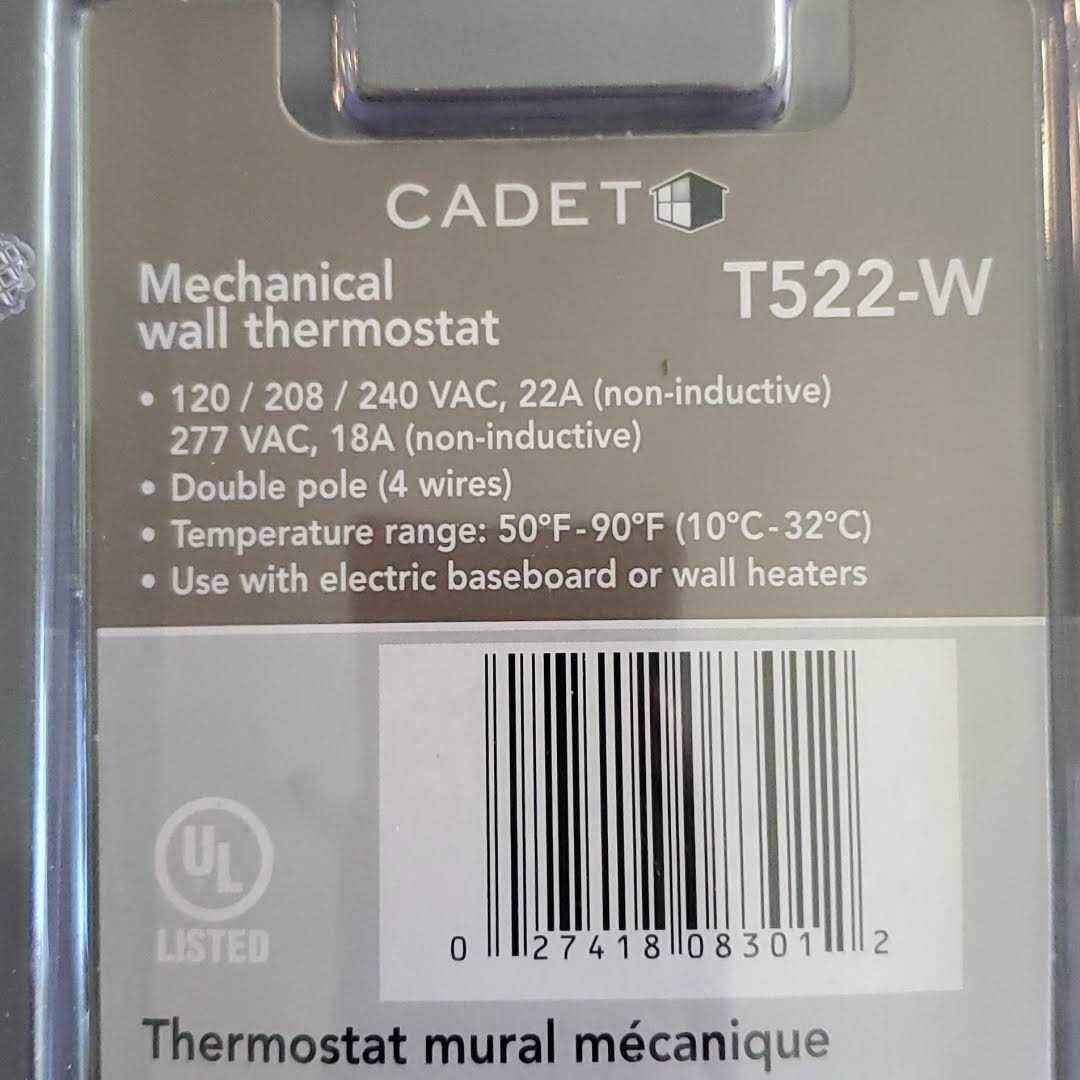 CADET
Mechanical
wall thermostat
T522-W
• 120 / 208 / 240 VAC, 22A (non-inductive)
277 VAC, 18A (non-inductive)
• Double pole (4 wires)
• Temperature range: 50°F-90°F (10°C-32°C)
• Use with electric baseboard or wall heaters
UL
LISTED
0 27418 08301 2
Thermostat mural mécanique